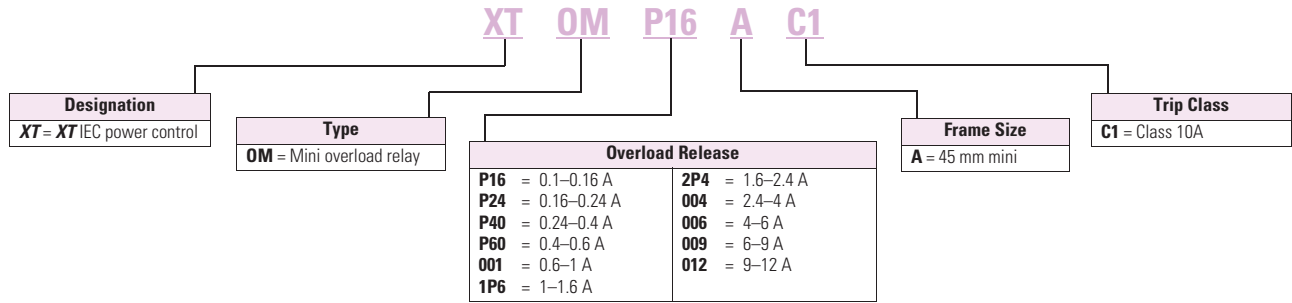 XT OM P16 A C1
Designation
XT = XT IEC power control
Type
OM = Mini overload relay
Overload Release
P16 = 0.1–0.16 A
P24 = 0.16–0.24 A
P40 = 0.24–0.4 A
P60 = 0.4–0.6 A
001 = 0.6–1 A
1P6 = 1–1.6 A
2P4 = 1.6–2.4 A
004 = 2.4–4 A
006 = 4–6 A
009 = 6–9 A
012 = 9–12 A
Frame Size
A = 45 mm mini
Trip Class
C1 = Class 10A